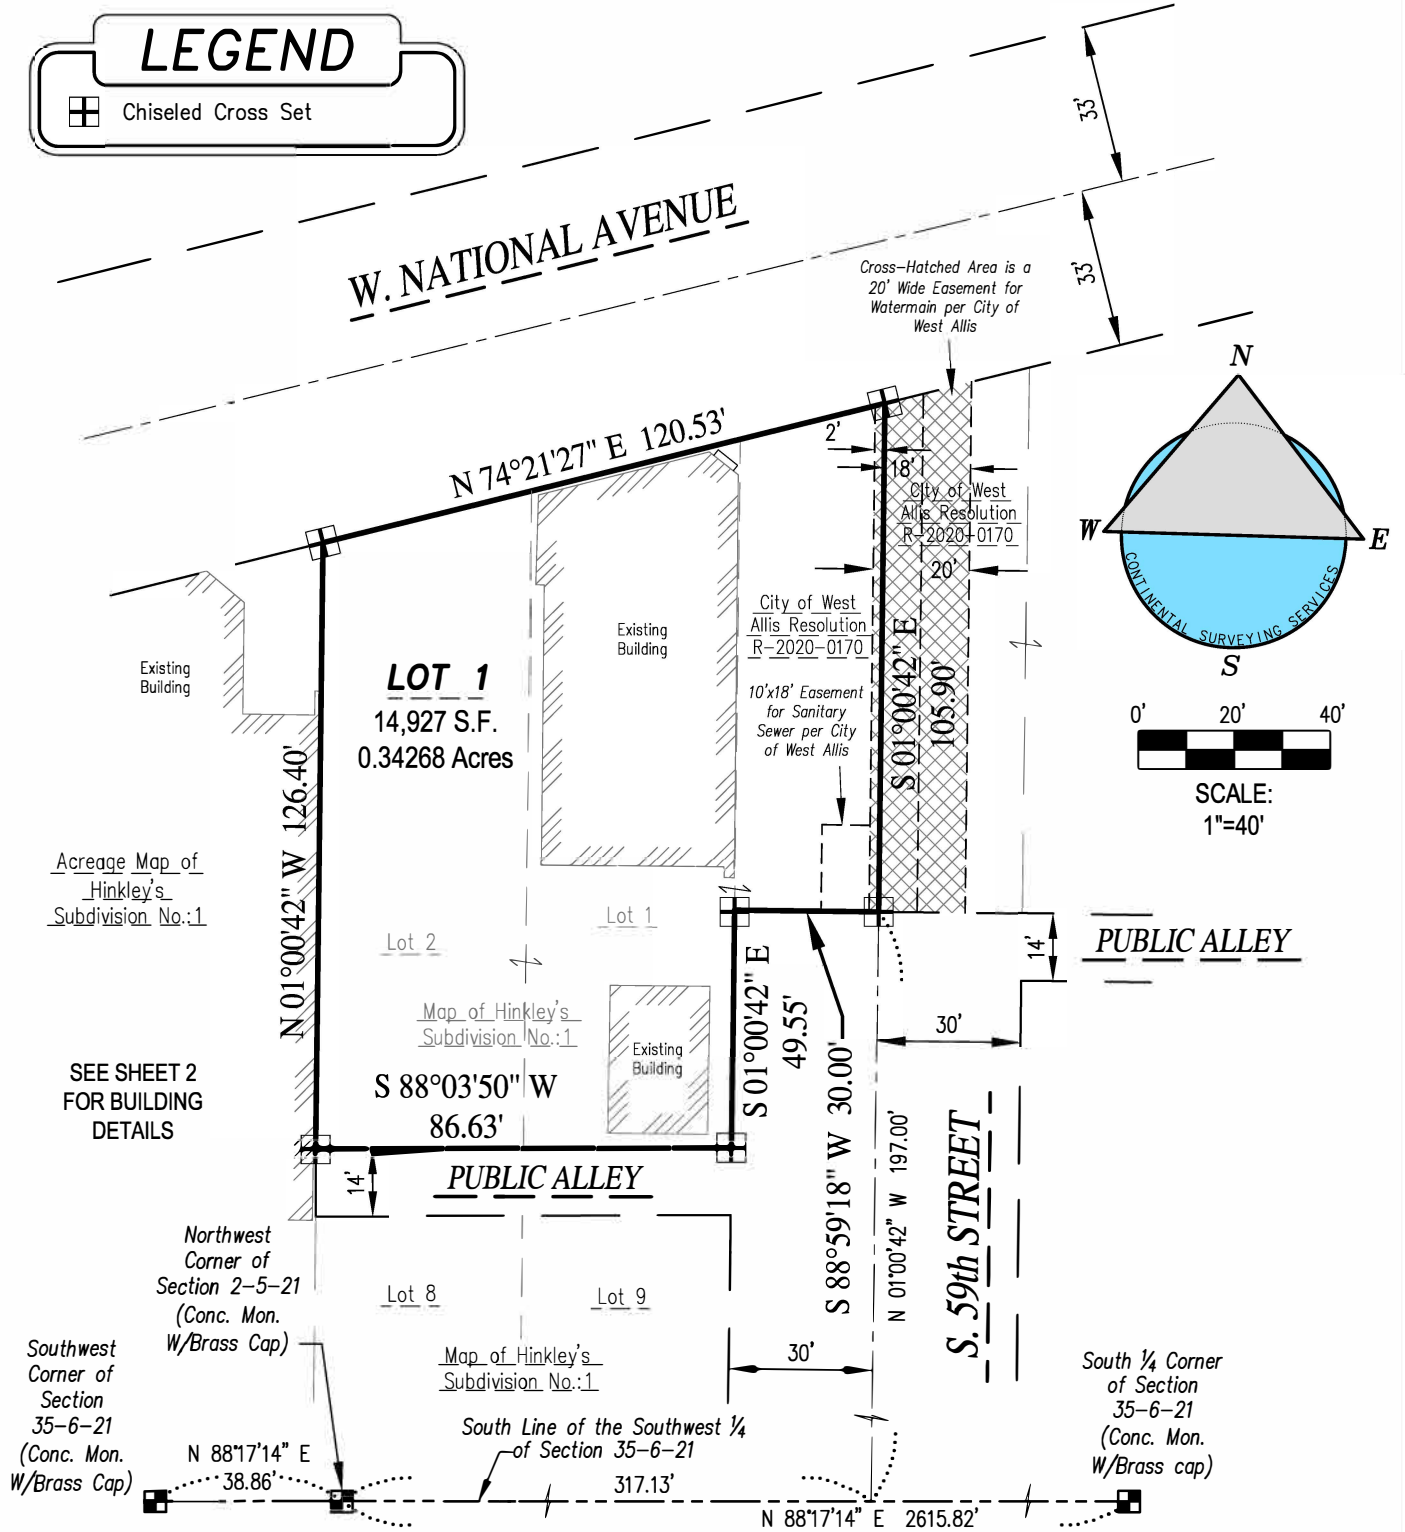 LEGEND
Chiseled Cross Set
33'
33'
W. NATIONAL AVENUE
Cross-Hatched Area is a
20' Wide Easement for
Watermain per City of
West Allis
N
W
E
S
CONTINENTAL SURVEYING SERVICES
0' 20' 40'
SCALE:
1"=40'
N 74°21'27" E 120.53'
2'
18'
City of West
Allis Resolution
R-2020-0170
20'
City of West
Allis Resolution
R-2020-0170
Existing
Building
Existing
Building
LOT 1
14,927 S.F.
0.34268 Acres
10'x18' Easement
for Sanitary
Sewer per City
of West Allis
S 01°00'42" E
105.90'
N 01°00'42" W 126.40'
Acreage Map of
Hinkley's
Subdivision No.:1
Lot 1
Lot 2
Map of Hinkley's
Subdivision No.:1
14'
PUBLIC ALLEY
30'
S 01°00'42" E
49.55'
Existing
Building
SEE SHEET 2
FOR BUILDING
DETAILS
S 88°03'50" W
86.63'
S 88°59'18" W 30.00'
N 01°00'42" W 197.00'
S. 59th STREET
14'
PUBLIC ALLEY
Northwest
Corner of
Section 2-5-21
(Conc. Mon.
W/Brass Cap)
Lot 8
Lot 9
Map of Hinkley's
Subdivision No.:1
30'
Southwest
Corner of
Section
35-6-21
(Conc. Mon.
W/Brass Cap)
South 1/4 Corner
of Section
35-6-21
(Conc. Mon.
W/Brass cap)
South Line of the Southwest 1/4
of Section 35-6-21
N 88°17'14" E
38.86'
317.13'
N 88°17'14" E 2615.82'